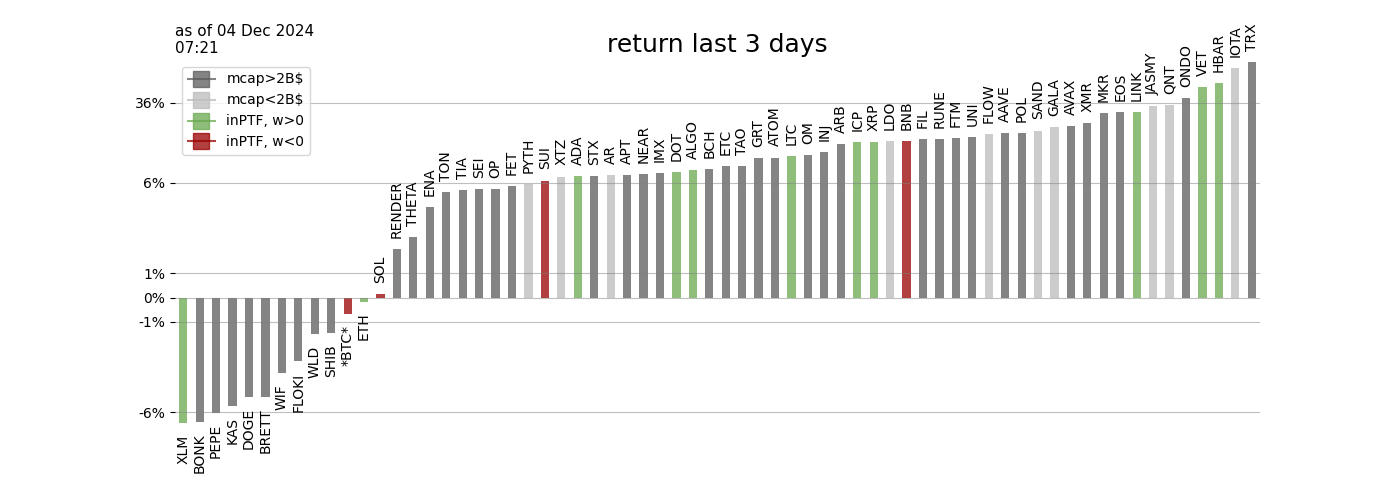 as of 04 Dec 2024
07:21
return last 3 days
mcap>2B$
mcap<2B$
inPTF, w>0
inPTF, w<0
36%
6%
1%
0%
-1%
-6%
XLM
BONK
PEPE
KAS
DOGE
BRETT
WIF
FLOKI
WLD
SHIB
*BTC*
ETH
SOL
RENDER
THETA
ENA
TON
TIA
SEI
OP
FET
PYTH
SUI
XTZ
ADA
STX
AR
APT
NEAR
IMX
DOT
ALGO
BCH
ETC
TAO
GRT
ATOM
LTC
OM
INJ
ARB
ICP
XRP
LDO
BNB
FIL
RUNE
FTM
UNI
FLOW
AAVE
POL
SAND
GALA
AVAX
XMR
MKR
EOS
LINK
JASMY
QNT
ONDO
VET
HBAR
IOTA
TRX